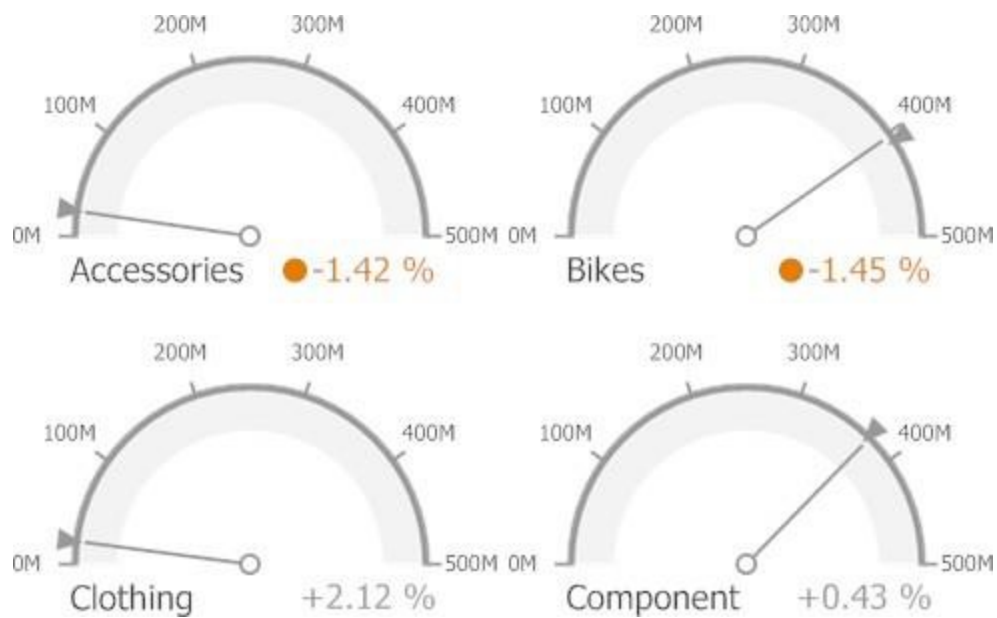 200M 300M
200M 300M
100M 400M
100M 400M
0M 500M
0M 500M
Accessories -1.42 %
Bikes -1.45 %
200M 300M
200M 300M
100M 400M
100M 400M
0M 500M
0M 500M
Clothing +2.12 %
Component +0.43 %